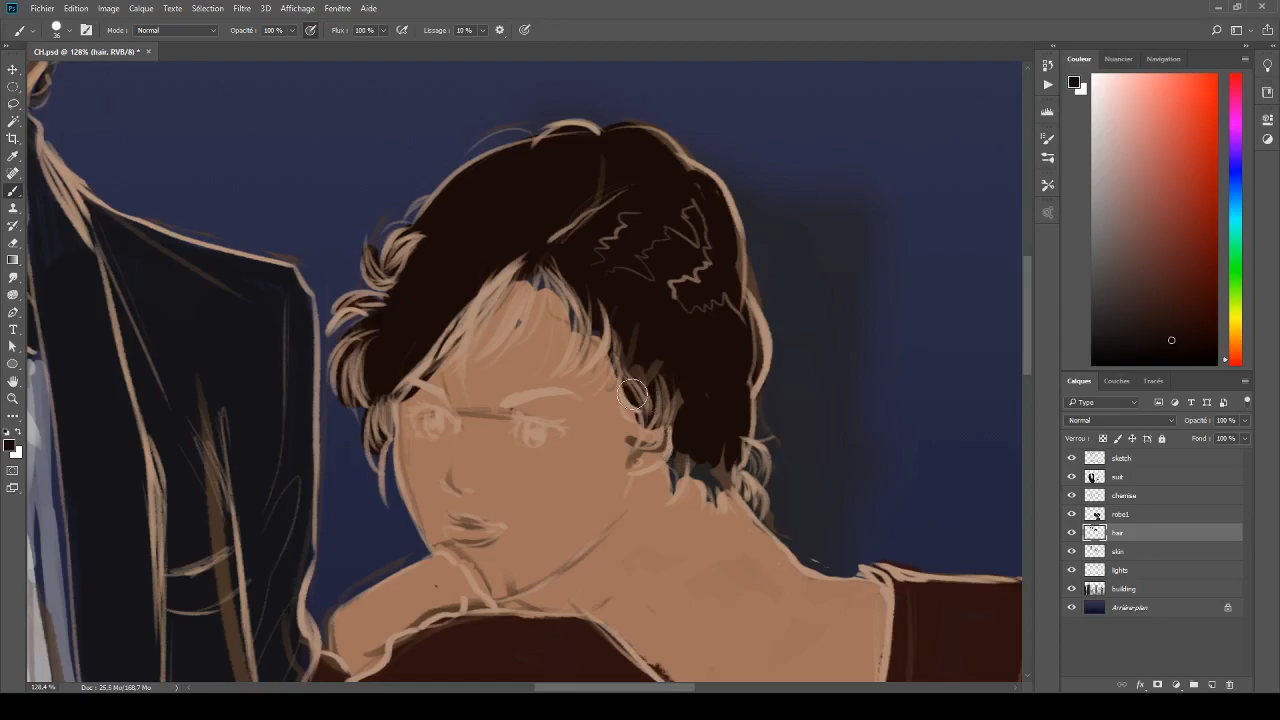 Ps Fichier Edition Image Calque Texte Sélection Filtre 3D Affichage Fenêtre Aide
36 Mode : Normal Opacité : 100 % Flux : 100 % Lissage : 10 %
CH.psd @ 128% (hair, RVB/8) * ×
Couleur Nuancier Navigation
Calques Couches Tracés
Type
Normal Opacité : 100 %
Verrou : Fond : 100 %
sketch
suit
chemise
robe1
hair
skin
lights
building
Arrière-plan
fx
128,4 % Doc : 25,5 Mo/168,7 Mo